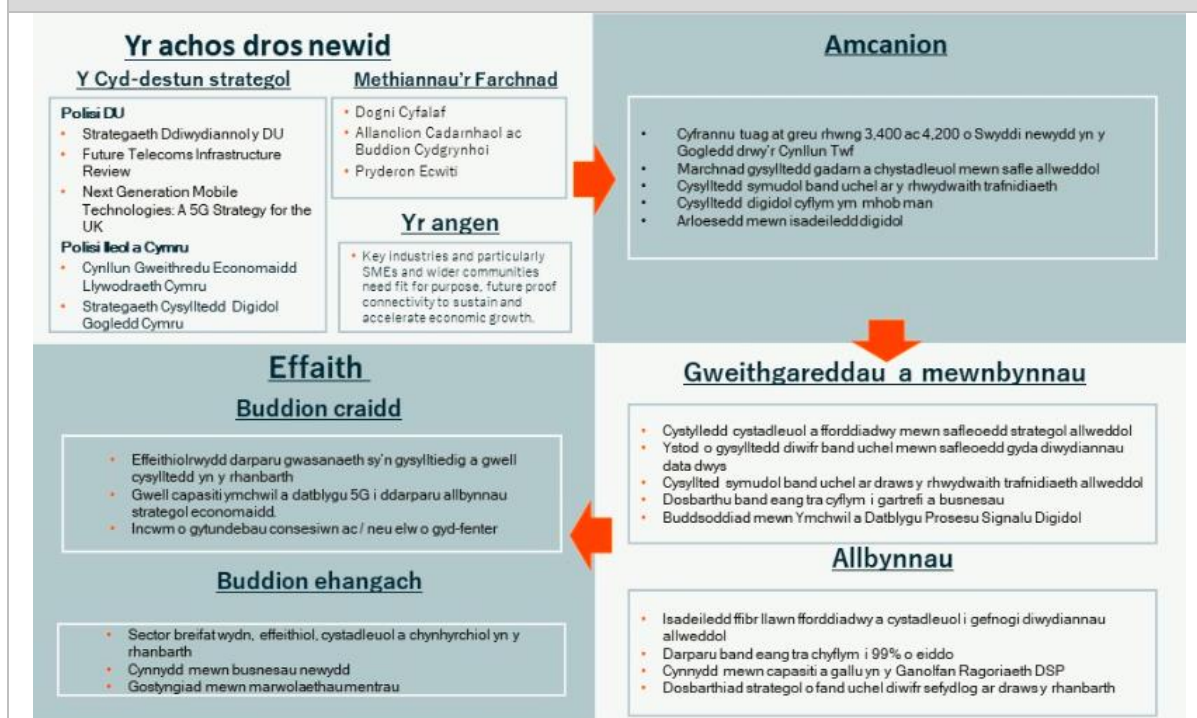 Yr achos dros newid
Y Cyd-destun strategol
Polisi DU
• Strategaeth Ddiwydiannol y DU
• Future Telecoms Infrastructure
Review
• Next Generation Mobile
Technologies: A 5G Strategy for the
UK
Polisi lleol a Cymru
• Cynllun Gweithredu Economaidd
Llywodraeth Cymru
• Strategaeth Cysylltedd Digidol
Gogledd Cymru
Methiannau'r Farchnad
• Dogni Cyfalaf
• Allanolion Cadarnhaol ac
Buddion Cydgrynhoi
• Pryderon Ecwiti
Yr angen
• Key industries and particularly
SMEs and wider communities
need fit for purpose, future proof
connectivity to sustain and
accelerate economic growth.
Amcanion
• Cyfrannu tuag at greu rhwng 3,400 ac 4,200 o Swyddi newydd yn y
Gogledd drwy'r Cynllun Twf
• Marchnad gysylltedd gadarn a chystadleuol mewn safle allweddol
• Cysylltedd symudol band uchel ar y rhwydwaith trafnidiaeth
• Cysylltedd digidol cyflym ym mhob man
• Arloesedd mewn isadeiledd digidol
Gweithgareddau a mewnbynnau
• Cystylledd cystadleuol a fforddiadwy mewn safleoedd strategol allweddol
• Ystod o gysylltedd diwifr band uchel mewn safleoedd gyda diwydiannau
data dwys
• Cysyllted symudol band uchel ar draws y rhwydwaith trafnidiaeth allweddol
• Dosbarthu band eang tra cyflym i gartrefi a busnesau
• Buddsoddiad mewn Ymchwil a Datblygu Prosesu Signalu Digidol
Allbynnau
• Isadeiledd ffibr llawn fforddiadwy a cystadleuol i gefnogi diwydiannau
allweddol
• Darparu band eang tra chyflym i 99% o eiddo
• Cynnydd mewn capasiti a gallu yn y Ganolfan Ragoriaeth DSP
• Dosbarthiad strategol o fand uchel diwifr sefydlog ar draws y rhanbarth
Effaith
Buddion craidd
• Effeithiolrwydd darparu gwasanaeth sy'n gysylltiedig a gwell
cysylltedd yn y rhanbarth
• Gwell capasiti ymchwil a datblygu 5G i ddarparu allbynnau
strategol economaidd.
• Incwm o gytundebau consesiwn ac / neu elw o gyd-fenter
Buddion ehangach
• Sector breifat wydn, effeithiol, cystadleuol a chynhyrchiol yn y
rhanbarth
• Cynnydd mewn busnesau newydd
• Gostyngiad mewn marwolaethau mentrau